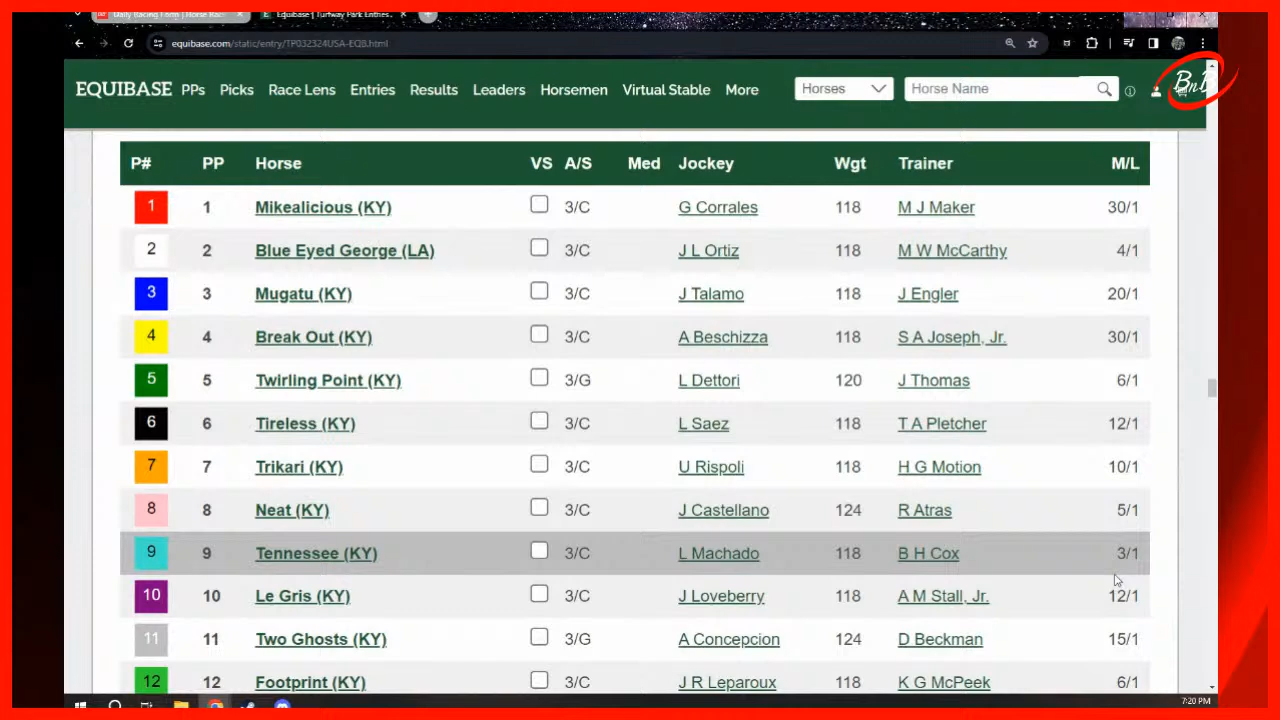 Daily Racing Form | Horse Rac
Equibase | Turfway Park Entries
equibase.com/static/entry/TP032324USA-EQB.html
BnB
EQUIBASE PPs Picks Race Lens Entries Results Leaders Horsemen Virtual Stable More Horses Horse Name
P# PP Horse VS A/S Med Jockey Wgt Trainer M/L
1 1 Mikealicious (KY) 3/C G Corrales 118 M J Maker 30/1
2 2 Blue Eyed George (LA) 3/C J L Ortiz 118 M W McCarthy 4/1
3 3 Mugatu (KY) 3/C J Talamo 118 J Engler 20/1
4 4 Break Out (KY) 3/C A Beschizza 118 S A Joseph, Jr. 30/1
5 5 Twirling Point (KY) 3/G L Dettori 120 J Thomas 6/1
6 6 Tireless (KY) 3/C L Saez 118 T A Pletcher 12/1
7 7 Trikari (KY) 3/C U Rispoli 118 H G Motion 10/1
8 8 Neat (KY) 3/C J Castellano 124 R Atras 5/1
9 9 Tennessee (KY) 3/C L Machado 118 B H Cox 3/1
10 10 Le Gris (KY) 3/C J Loveberry 118 A M Stall, Jr. 12/1
11 11 Two Ghosts (KY) 3/G A Concepcion 124 D Beckman 15/1
12 12 Footprint (KY) 3/C J R Leparoux 118 K G McPeek 6/1
7:20 PM